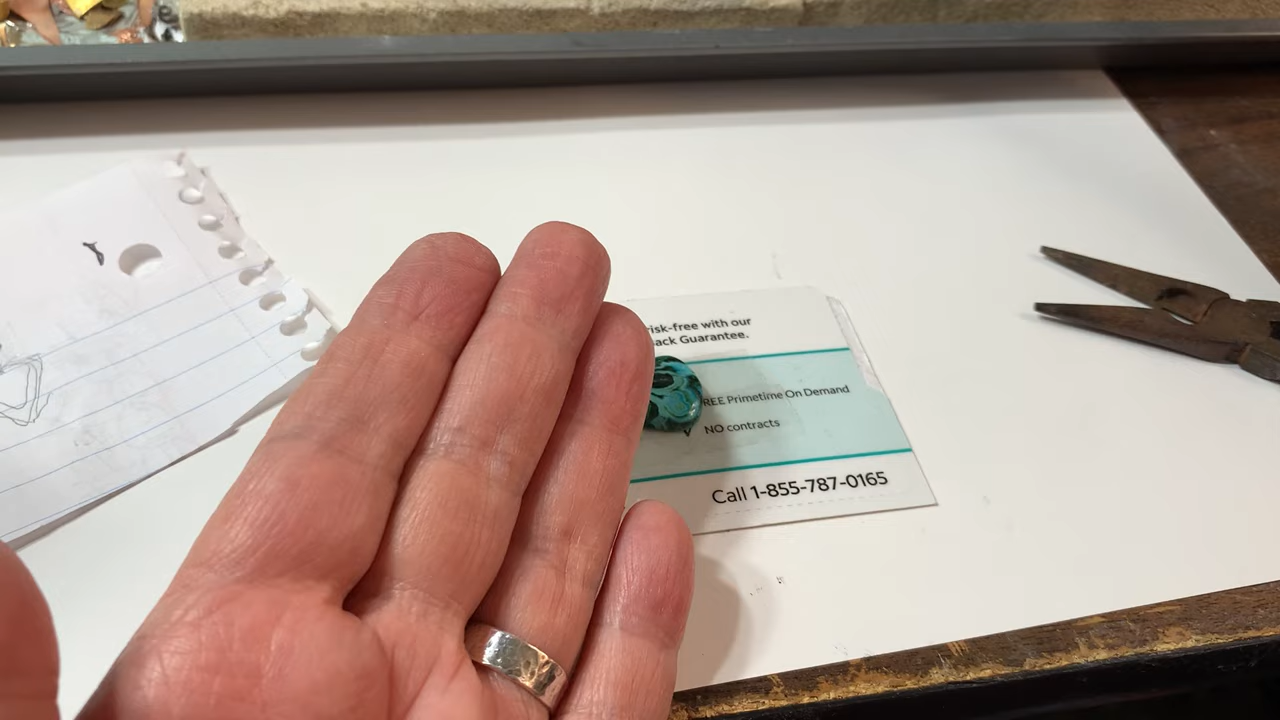 risk-free with our
ack Guarantee.
REE Primetime On Demand
NO contracts
Call 1-855-787-0165